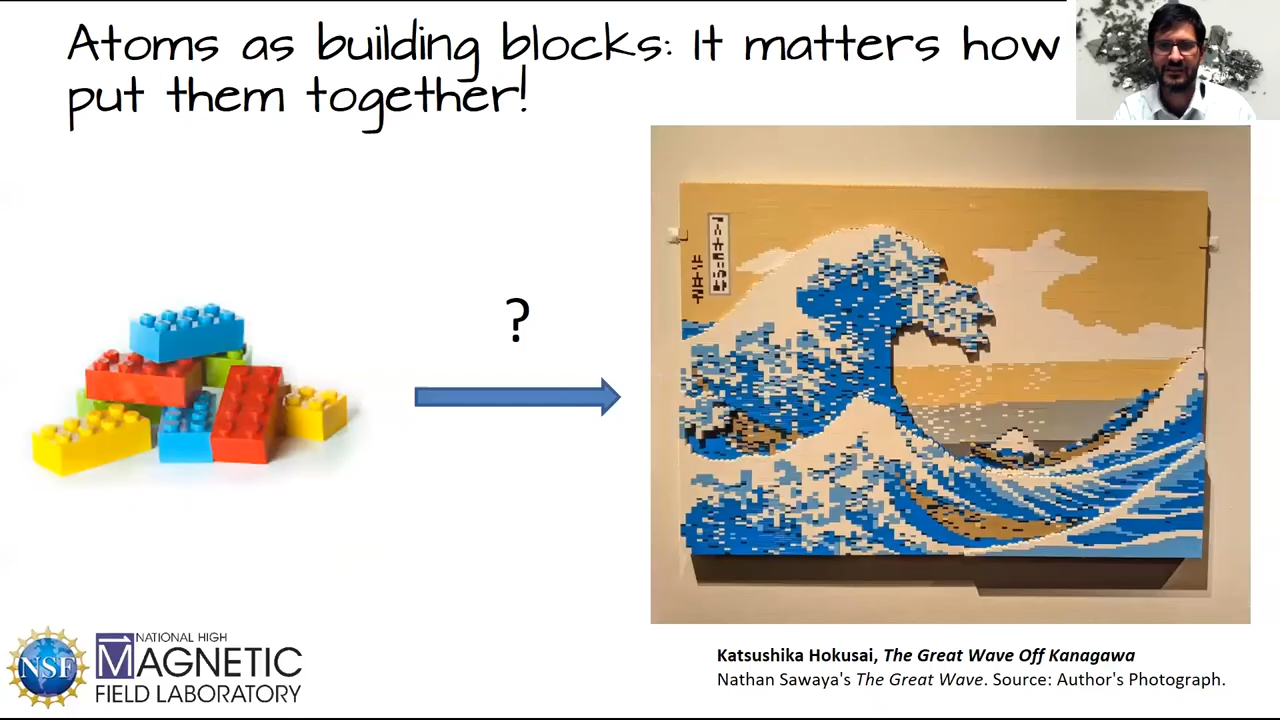 Atoms as building blocks: It matters how
put them together!
?
NSF
NATIONAL HIGH
MAGNETIC
FIELD LABORATORY
Katsushika Hokusai, The Great Wave Off Kanagawa
Nathan Sawaya's The Great Wave. Source: Author's Photograph.